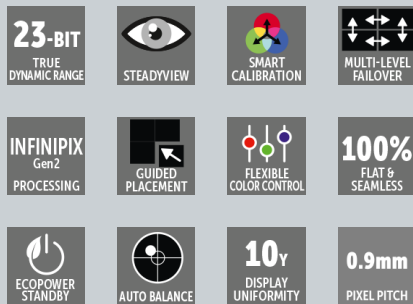 23-BIT
TRUE
DYNAMIC RANGE
STEADYVIEW
SMART
CALIBRATION
MULTI-LEVEL
FAILOVER
INFINIPIX
Gen2
PROCESSING
GUIDED
PLACEMENT
FLEXIBLE
COLOR CONTROL
100%
FLAT &
SEAMLESS
ECOPOWER
STANDBY
AUTO BALANCE
10Y
DISPLAY
UNIFORMITY
0.9mm
PIXEL PITCH